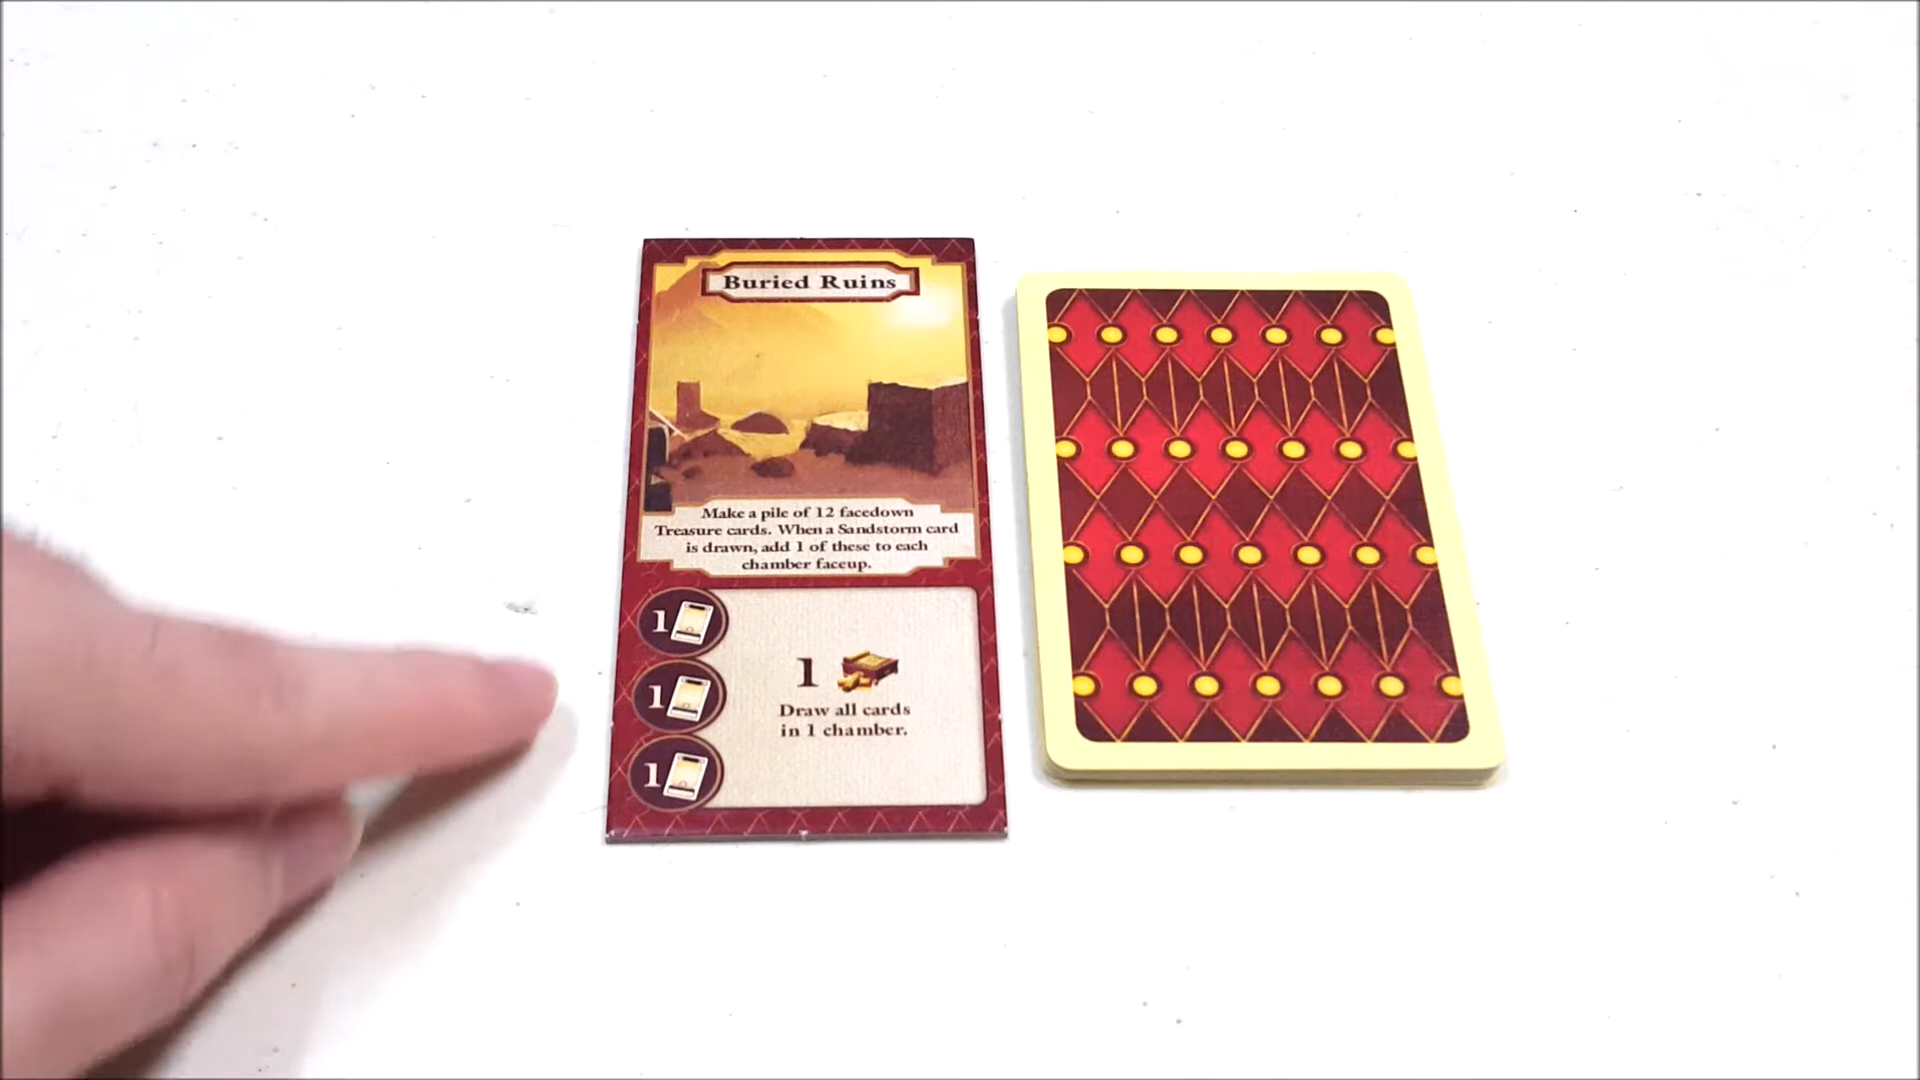 Buried Ruins
Make a pile of 12 facedown
Treasure cards. When a Sandstorm card
is drawn, add 1 of these to each
chamber faceup.
1
1
1
1
Draw all cards
in 1 chamber.